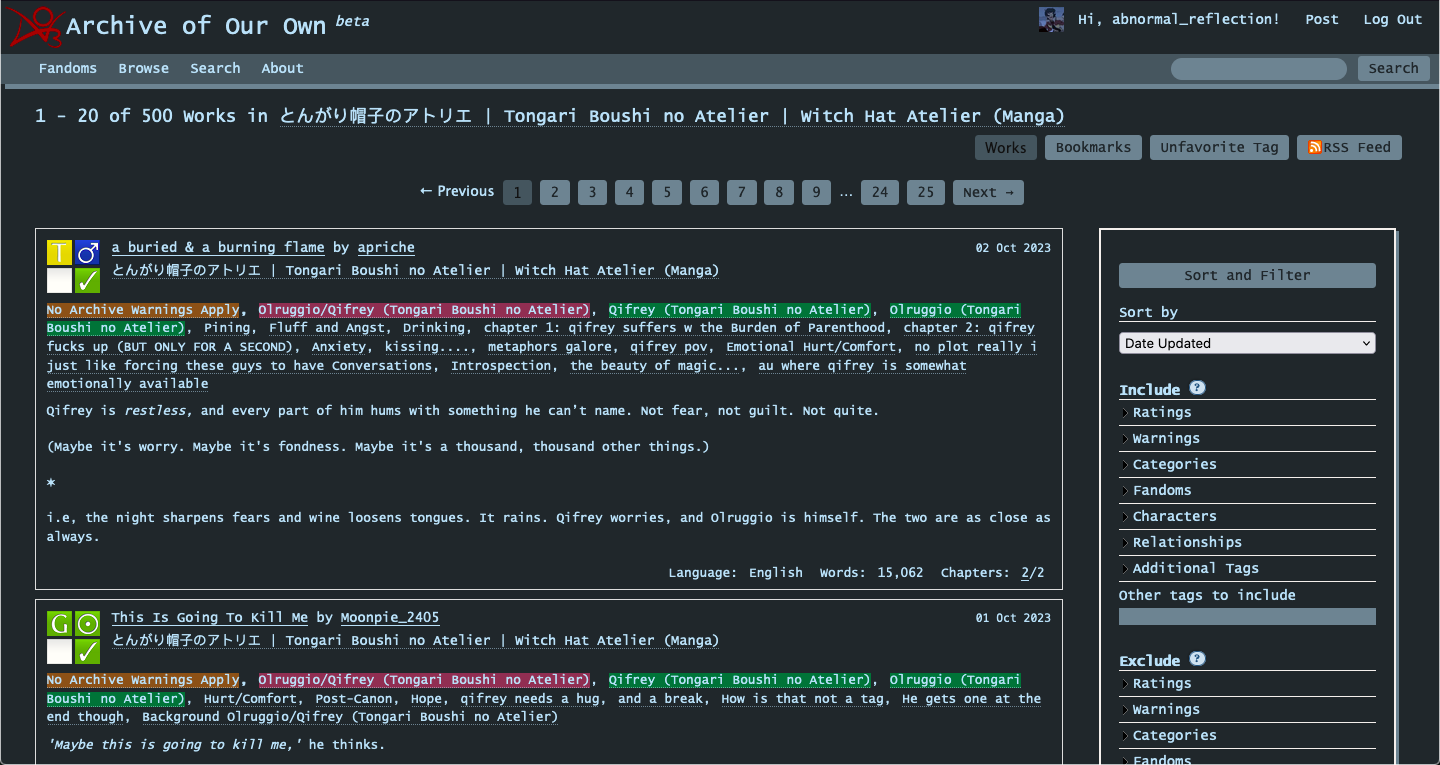 Archive of Our Own beta
Hi, abnormal_reflection! Post Log Out
Fandoms Browse Search About Search
1 - 20 of 500 Works in とんがり帽子のアトリエ | Tongari Boushi no Atelier | Witch Hat Atelier (Manga)
Works Bookmarks Unfavorite Tag RSS Feed
← Previous 1 2 3 4 5 6 7 8 9 … 24 25 Next →
T a buried & a burning flame by apriche 02 Oct 2023
とんがり帽子のアトリエ | Tongari Boushi no Atelier | Witch Hat Atelier (Manga)
No Archive Warnings Apply, Olruggio/Qifrey (Tongari Boushi no Atelier), Qifrey (Tongari Boushi no Atelier), Olruggio (Tongari
Boushi no Atelier), Pining, Fluff and Angst, Drinking, chapter 1: qifrey suffers w the Burden of Parenthood, chapter 2: qifrey
fucks up (BUT ONLY FOR A SECOND), Anxiety, kissing...., metaphors galore, qifrey pov, Emotional Hurt/Comfort, no plot really i
just like forcing these guys to have Conversations, Introspection, the beauty of magic..., au where qifrey is somewhat
emotionally available
Qifrey is restless, and every part of him hums with something he can't name. Not fear, not guilt. Not quite.
(Maybe it's worry. Maybe it's fondness. Maybe it's a thousand, thousand other things.)
*
i.e, the night sharpens fears and wine loosens tongues. It rains. Qifrey worries, and Olruggio is himself. The two are as close as
always.
Language: English Words: 15,062 Chapters: 2/2
G This Is Going To Kill Me by Moonpie_2405 01 Oct 2023
とんがり帽子のアトリエ | Tongari Boushi no Atelier | Witch Hat Atelier (Manga)
No Archive Warnings Apply, Olruggio/Qifrey (Tongari Boushi no Atelier), Qifrey (Tongari Boushi no Atelier), Olruggio (Tongari
Boushi no Atelier), Hurt/Comfort, Post-Canon, Hope, qifrey needs a hug, and a break, How is that not a tag, He gets one at the
end though, Background Olruggio/Qifrey (Tongari Boushi no Atelier)
'Maybe this is going to kill me,' he thinks.
Sort and Filter
Sort by
Date Updated
Include ?
Ratings
Warnings
Categories
Fandoms
Characters
Relationships
Additional Tags
Other tags to include
Exclude ?
Ratings
Warnings
Categories
Fandoms